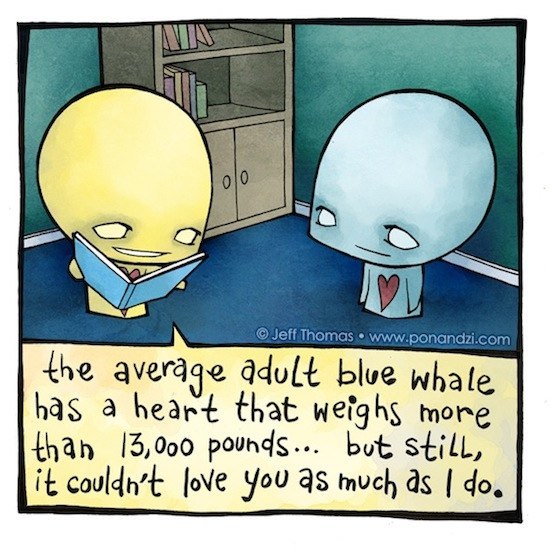 © Jeff Thomas • www.ponandzi.com
the average adult blue whale
has a heart that weighs more
than 13,000 pounds... but still,
it couldn't love you as much as I do.